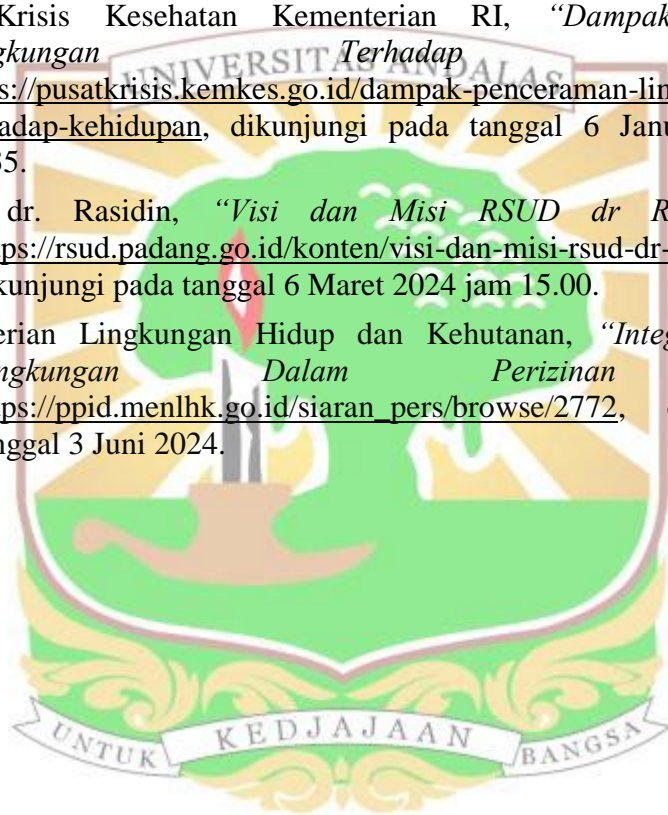 Krisis Kesehatan Kementerian RI, “Dampak
gkungan Terhadap
s://pusatkrisis.kemkes.go.id/dampak-penceraman-lin
adap-kehidupan, dikunjungi pada tanggal 6 Janu
35.
dr. Rasidin, “Visi dan Misi RSUD dr R
ps://rsud.padang.go.id/konten/visi-dan-misi-rsud-dr-
kunjungi pada tanggal 6 Maret 2024 jam 15.00.
erian Lingkungan Hidup dan Kehutanan, “Integ
ngkungan Dalam Perizinan
ps://ppid.menlhk.go.id/siaran_pers/browse/2772,
nggal 3 Juni 2024.
UNIVERSITAS ANDALAS
UNTUK KEDJAJAAN BANGSA